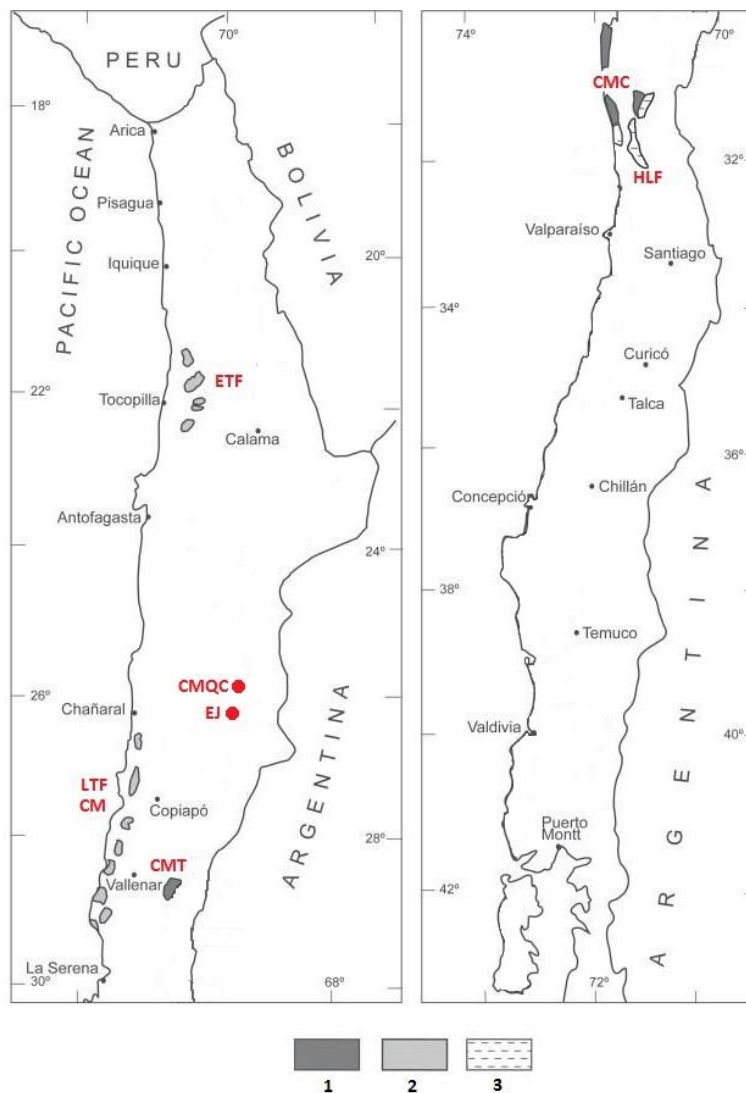 70º
PERU
18º
Arica
PACIFIC OCEAN
BOLIVIA
Pisagua
Iquique
20º
ETF
22º
Tocopilla
Calama
Antofagasta
24º
CMQC
EJ
26º
Chañaral
LTF
CM
Copiapó
ARGENTINA
28º
CMT
Vallenar
La Serena
30º
68º
74º
70º
CMC
32º
HLF
Valparaíso
Santiago
34º
Curicó
Talca
36º
Chillán
Concepció
38º
Temuco
ARGENTINA
Valdivia
40º
Puerto
Montt
42º
72º
1 2 3